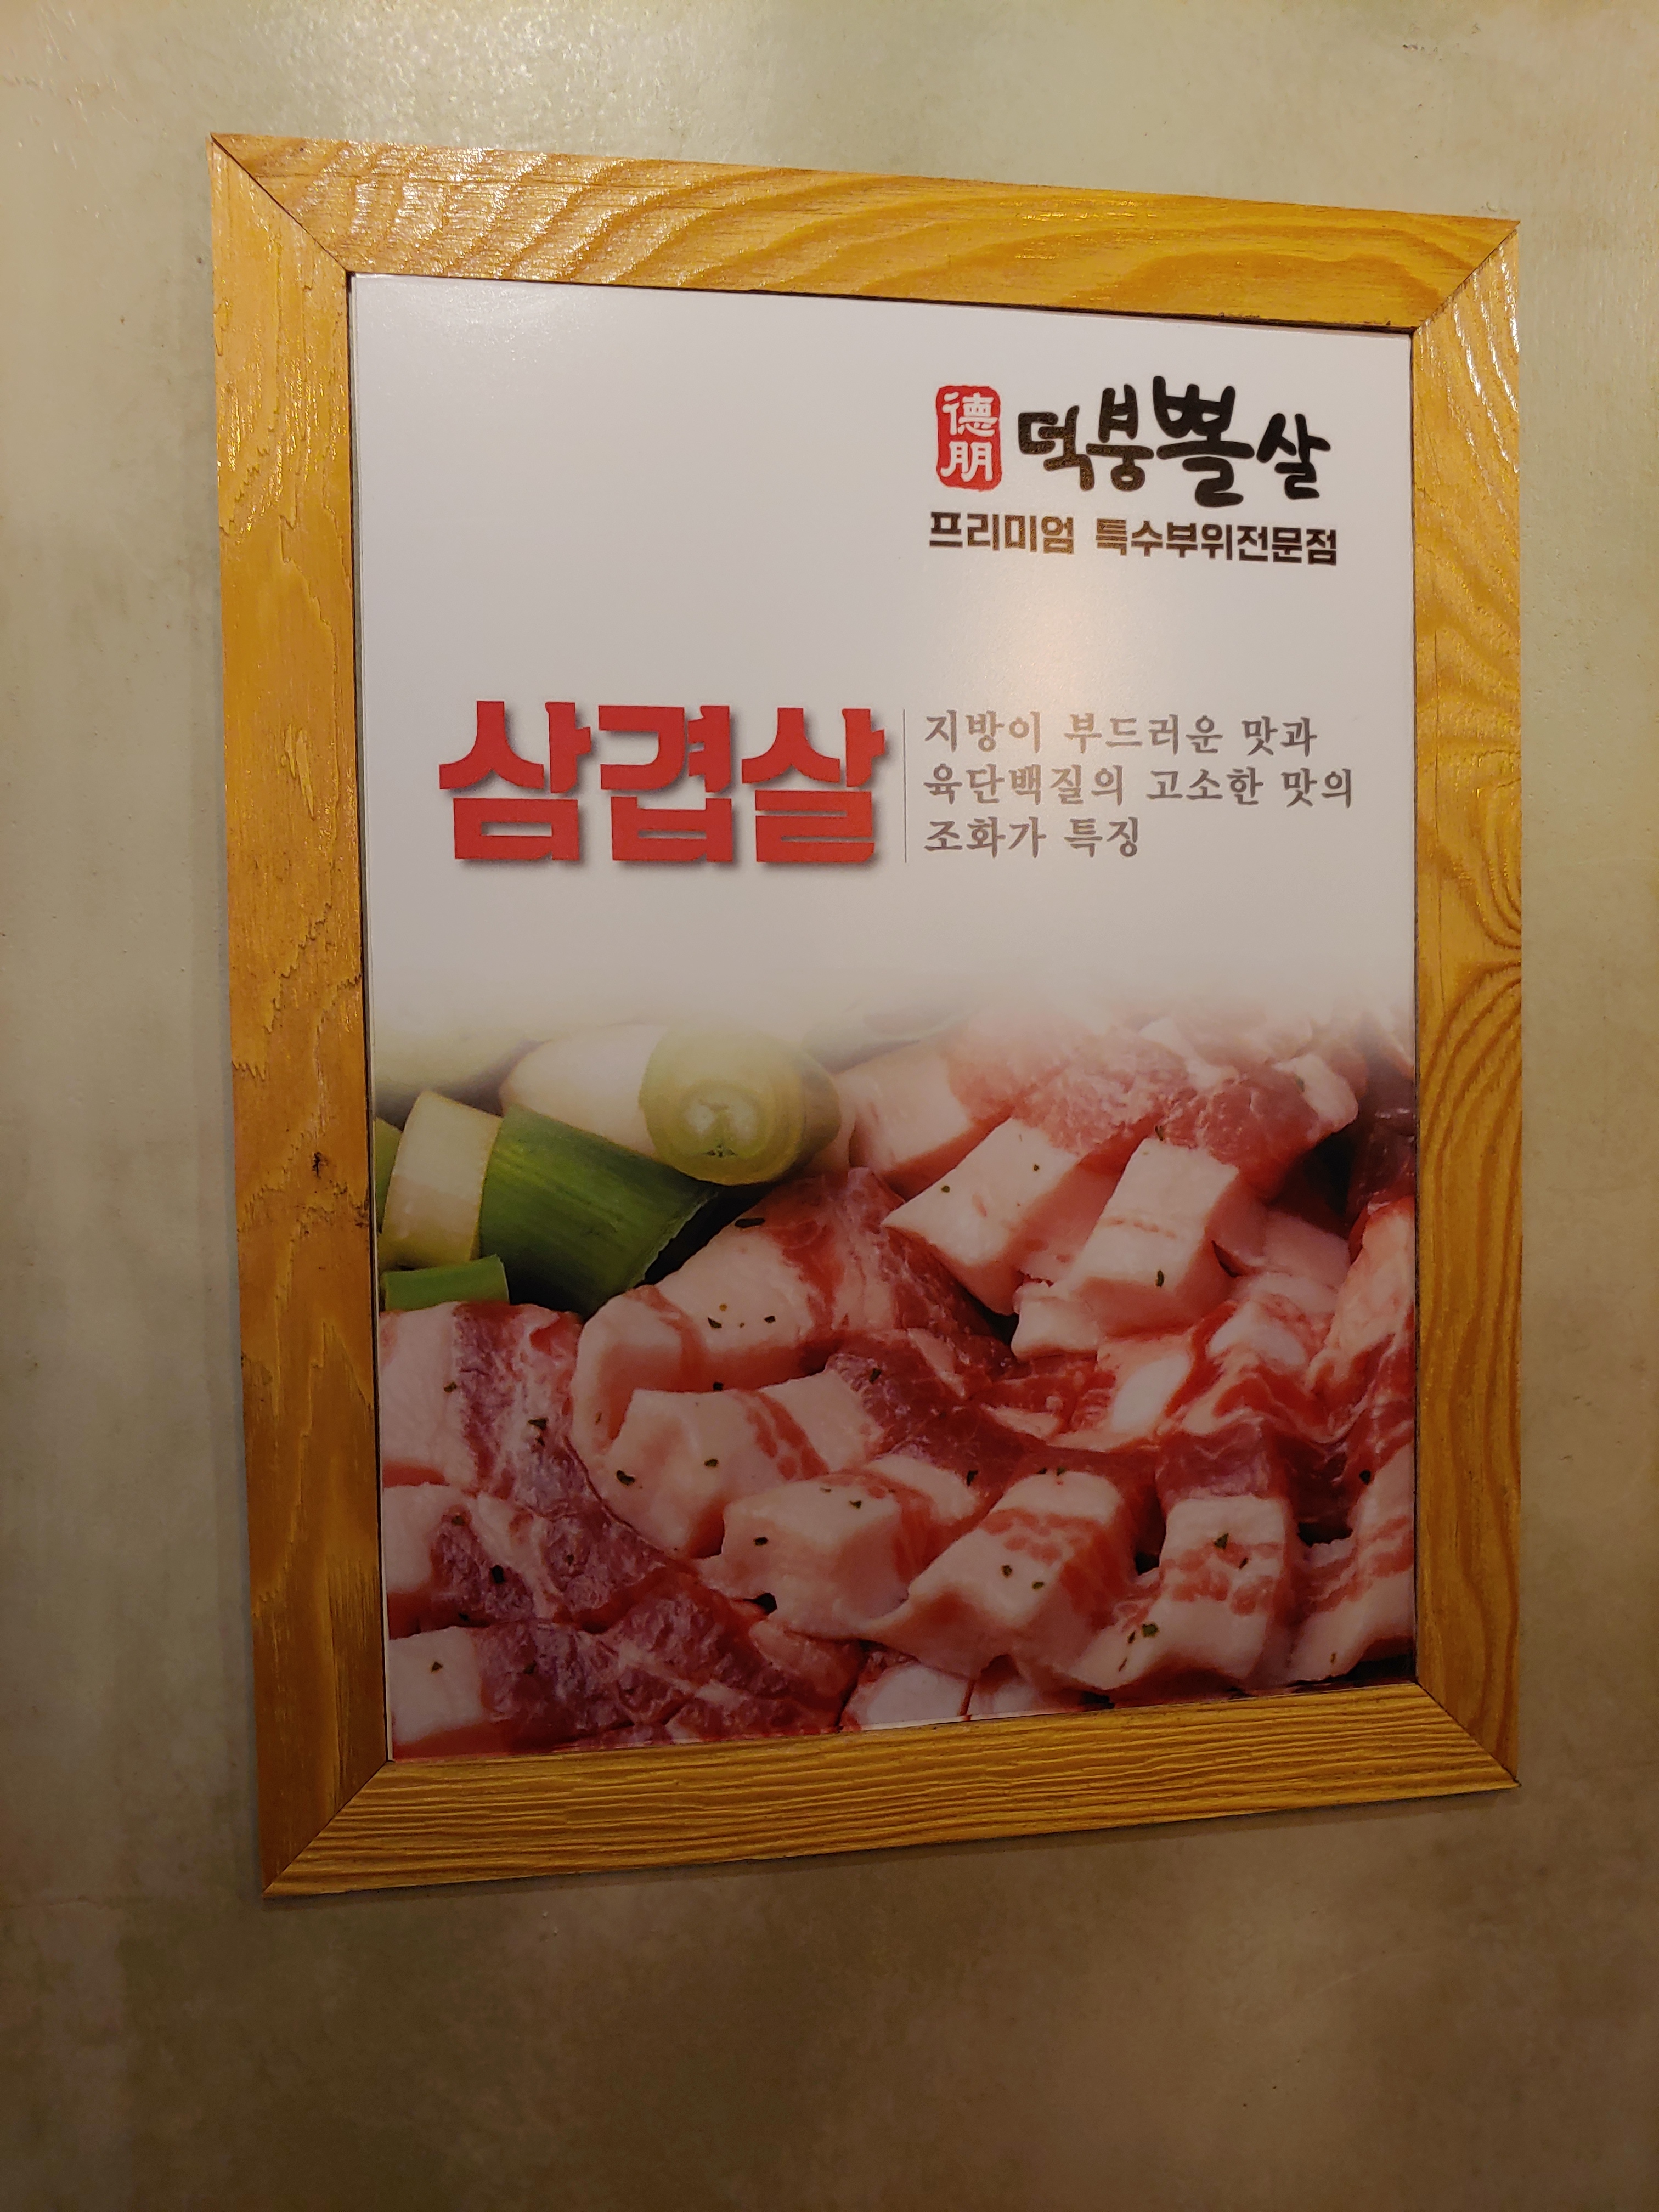 德朋
덕붕뽈살
프리미엄 특수부위전문점
삼겹살
지방이 부드러운 맛과
육단백질의 고소한 맛의
조화가 특징